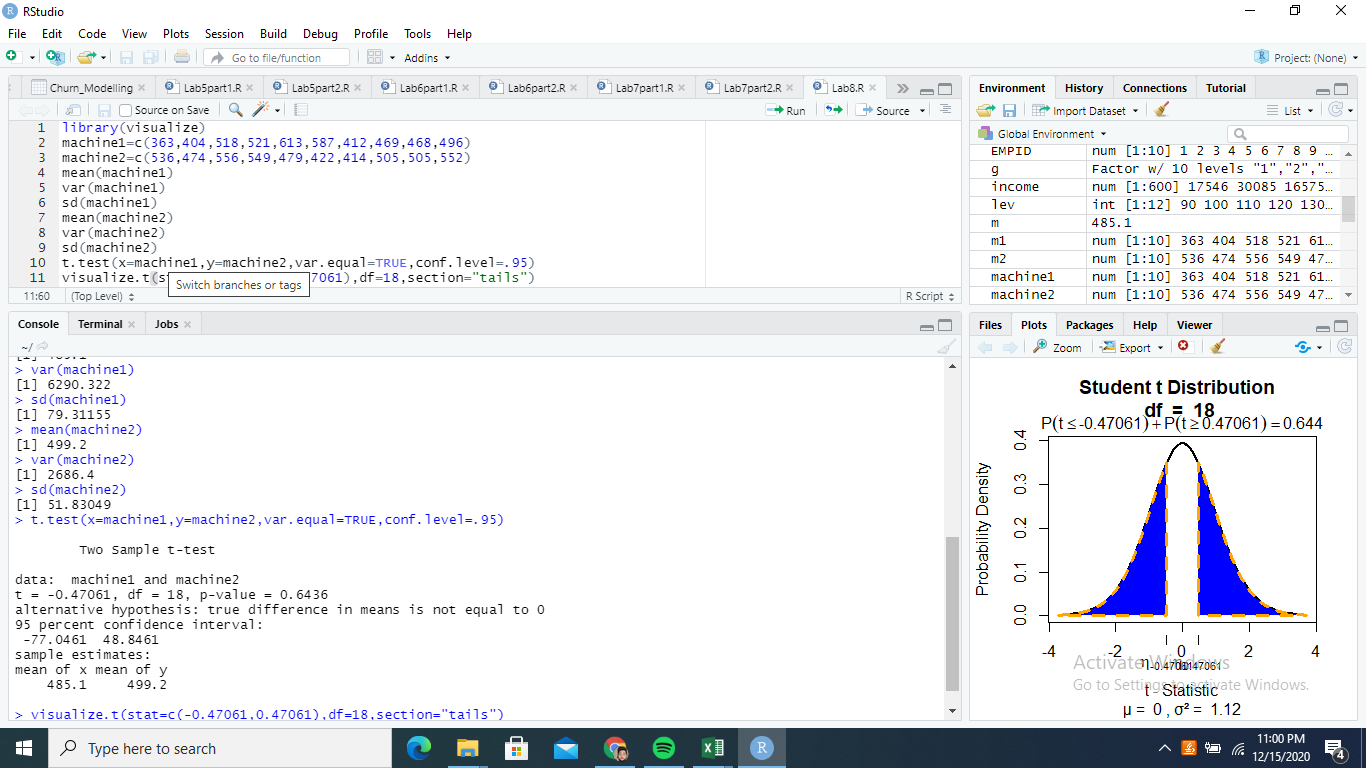 RStudio
File Edit Code View Plots Session Build Debug Profile Tools Help
Go to file/function Addins Project: (None)
Churn_Modelling Lab5part1.R Lab5part2.R Lab6part1.R Lab6part2.R Lab7part1.R Lab7part2.R Lab8.R
Source on Save Run Source
1 library(visualize)
2 machine1=c(363,404,518,521,613,587,412,469,468,496)
3 machine2=c(536,474,556,549,479,422,414,505,505,552)
4 mean(machine1)
5 var(machine1)
6 sd(machine1)
7 mean(machine2)
8 var(machine2)
9 sd(machine2)
10 t.test(x=machine1,y=machine2,var.equal=TRUE,conf.level=.95)
11 visualize.t(st 7061),df=18,section="tails")
Switch branches or tags
11:60 (Top Level) R Script
Console Terminal Jobs
~/
> var(machine1)
[1] 6290.322
> sd(machine1)
[1] 79.31155
> mean(machine2)
[1] 499.2
> var(machine2)
[1] 2686.4
> sd(machine2)
[1] 51.83049
> t.test(x=machine1,y=machine2,var.equal=TRUE,conf.level=.95)
Two Sample t-test
data: machine1 and machine2
t = -0.47061, df = 18, p-value = 0.6436
alternative hypothesis: true difference in means is not equal to 0
95 percent confidence interval:
-77.0461 48.8461
sample estimates:
mean of x mean of y
485.1 499.2
> visualize.t(stat=c(-0.47061,0.47061),df=18,section="tails")
Environment History Connections Tutorial
Import Dataset List
Global Environment
EMPID num [1:10] 1 2 3 4 5 6 7 8 9 ...
g Factor w/ 10 levels "1","2","...
income num [1:600] 17546 30085 16575...
lev int [1:12] 90 100 110 120 130...
m 485.1
m1 num [1:10] 363 404 518 521 61...
m2 num [1:10] 536 474 556 549 47...
machine1 num [1:10] 363 404 518 521 61...
machine2 num [1:10] 536 474 556 549 47...
Files Plots Packages Help Viewer
Zoom Export
Student t Distribution
df = 18
P(t ≤ -0.47061) + P(t ≥ 0.47061) = 0.644
Probability Density
0.4
0.3
0.2
0.1
0.0
-4 -2 0 2 4
t - Statistic
μ = 0 , σ² = 1.12
Activate Windows
Go to Settings to activate Windows.
Type here to search
11:00 PM
12/15/2020
4